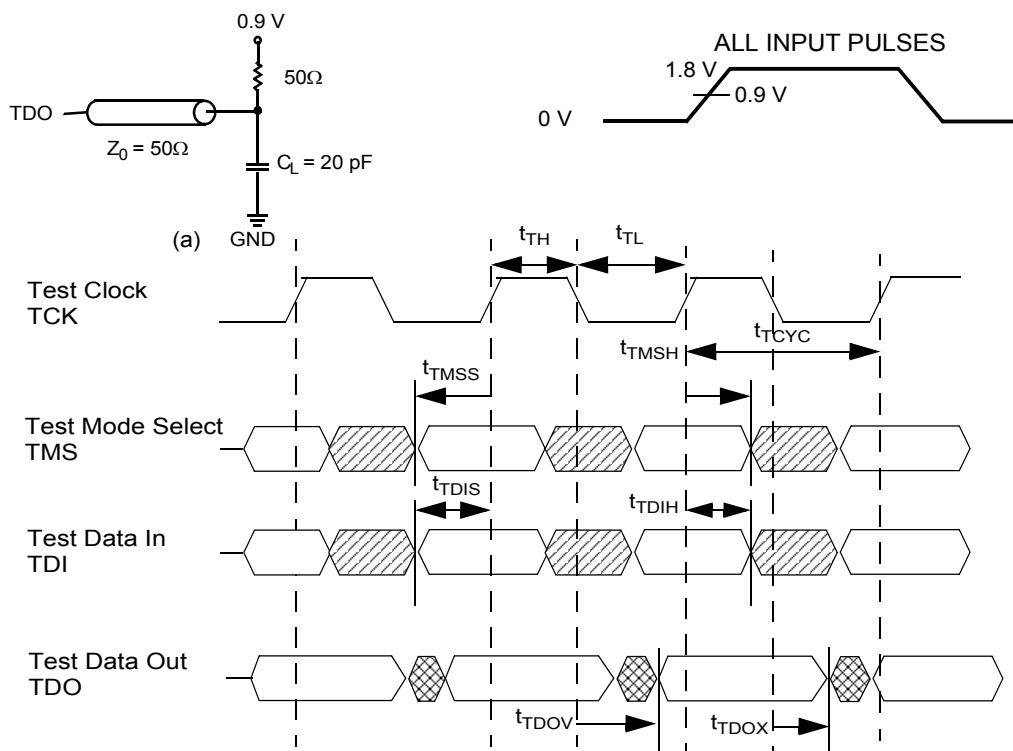 0.9 V
50Ω
TDO
Z0 = 50Ω
CL = 20 pF
(a)
GND
ALL INPUT PULSES
1.8 V
0.9 V
0 V
tTH
tTL
Test Clock
TCK
tTCYC
tTMSH
tTMSS
Test Mode Select
TMS
tTDIS
tTDIH
Test Data In
TDI
Test Data Out
TDO
tTDOV
tTDOX